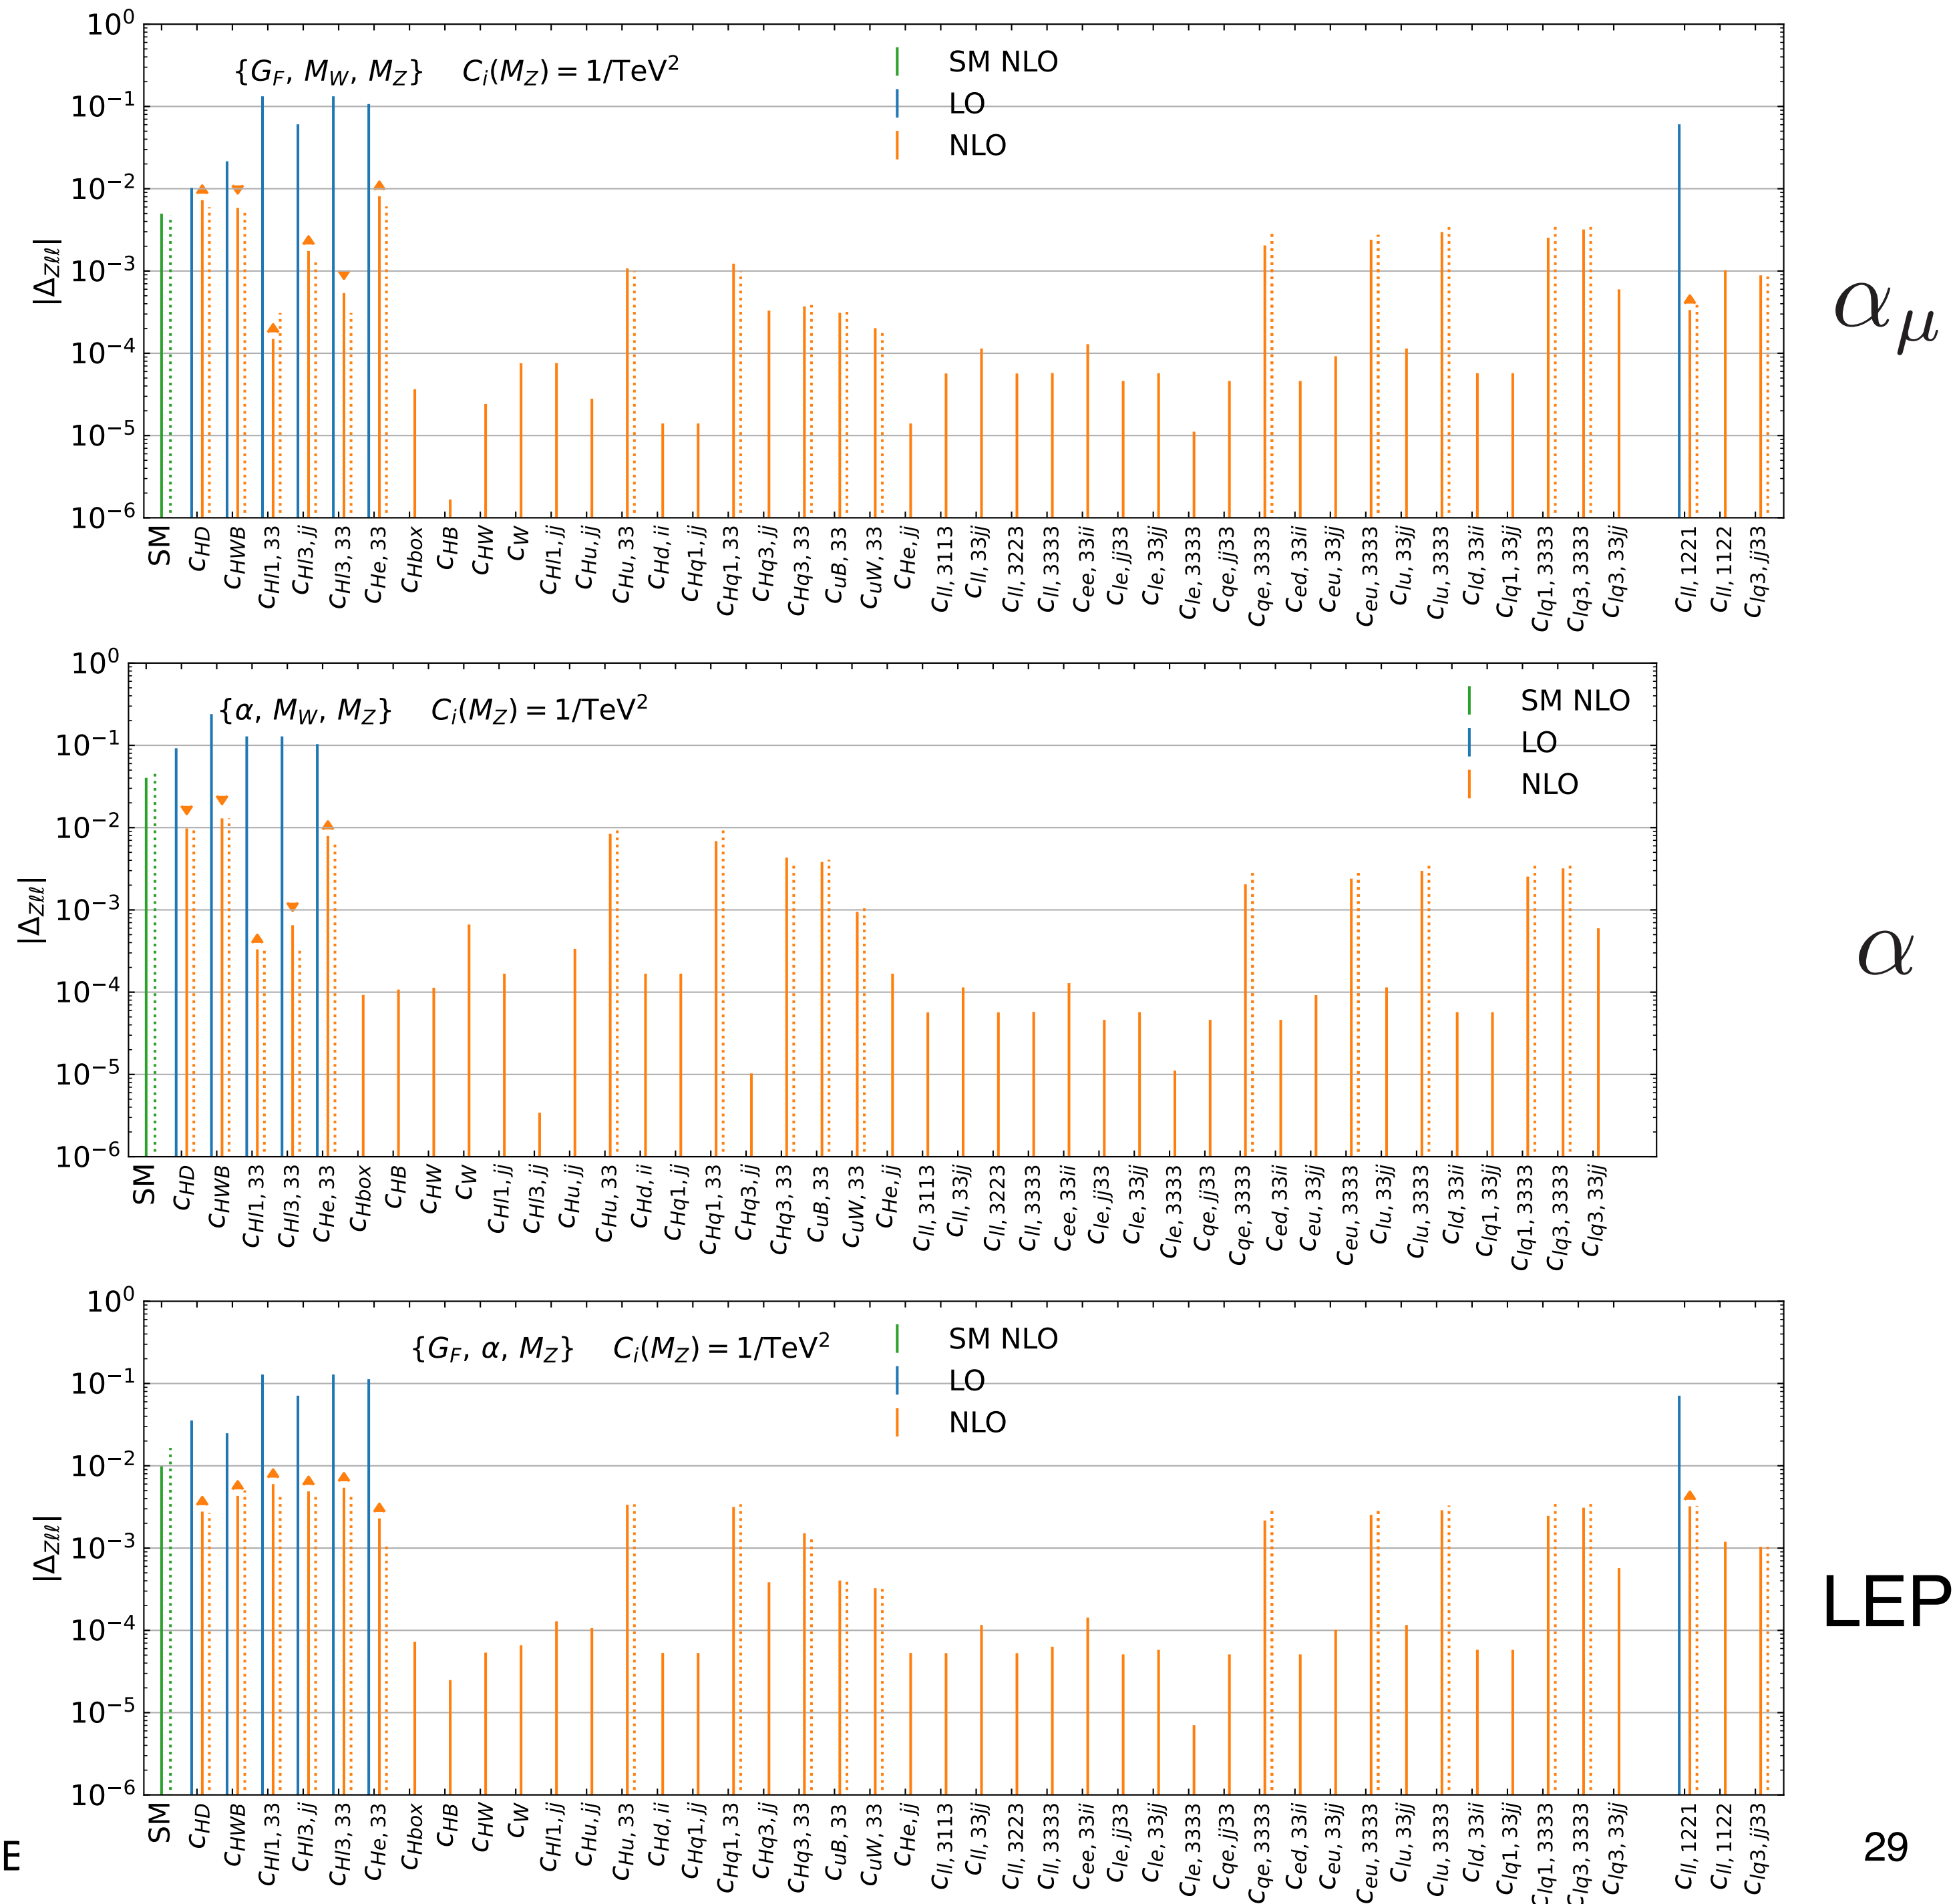 10⁰
{G_F, M_W, M_Z} C_i(M_Z) = 1/TeV²
SM NLO
LO
NLO
10⁻¹
10⁻²
10⁻³
10⁻⁴
10⁻⁵
10⁻⁶
|Δ_Zℓℓ|
α_μ
SM
C_HD
C_HWB
C_Hl1, 33
C_Hl3, jj
C_Hl3, 33
C_He, 33
C_Hbox
C_HB
C_HW
C_W
C_Hl1, jj
C_Hu, jj
C_Hu, 33
C_Hd, ii
C_Hq1, jj
C_Hq1, 33
C_Hq3, jj
C_Hq3, 33
C_uB, 33
C_uW, 33
C_He, jj
C_ll, 3113
C_ll, 33jj
C_ll, 3223
C_ll, 3333
C_ee, 33ii
C_le, jj33
C_le, 33jj
C_le, 3333
C_qe, jj33
C_qe, 3333
C_ed, 33ii
C_eu, 33jj
C_eu, 3333
C_lu, 33jj
C_lu, 3333
C_ld, 33ii
C_lq1, 33jj
C_lq1, 3333
C_lq3, 3333
C_lq3, 33jj
C_ll, 1221
C_ll, 1122
C_lq3, jj33
10⁰
{α, M_W, M_Z} C_i(M_Z) = 1/TeV²
SM NLO
LO
NLO
10⁻¹
10⁻²
10⁻³
10⁻⁴
10⁻⁵
10⁻⁶
|Δ_Zℓℓ|
α
SM
C_HD
C_HWB
C_Hl1, 33
C_Hl3, 33
C_He, 33
C_Hbox
C_HB
C_HW
C_W
C_Hl1, jj
C_Hl3, jj
C_Hu, jj
C_Hu, 33
C_Hd, ii
C_Hq1, jj
C_Hq1, 33
C_Hq3, jj
C_Hq3, 33
C_uB, 33
C_uW, 33
C_He, jj
C_ll, 3113
C_ll, 33jj
C_ll, 3223
C_ll, 3333
C_ee, 33ii
C_le, jj33
C_le, 33jj
C_le, 3333
C_qe, jj33
C_qe, 3333
C_ed, 33ii
C_eu, 33jj
C_eu, 3333
C_lu, 33jj
C_lu, 3333
C_ld, 33ii
C_lq1, 33jj
C_lq1, 3333
C_lq3, 3333
C_lq3, 33jj
10⁰
{G_F, α, M_Z} C_i(M_Z) = 1/TeV²
SM NLO
LO
NLO
10⁻¹
10⁻²
10⁻³
10⁻⁴
10⁻⁵
10⁻⁶
|Δ_Zℓℓ|
LEP
SM
C_HD
C_HWB
C_Hl1, 33
C_Hl3, jj
C_Hl3, 33
C_He, 33
C_Hbox
C_HB
C_HW
C_W
C_Hl1, jj
C_Hu, jj
C_Hu, 33
C_Hd, ii
C_Hq1, jj
C_Hq1, 33
C_Hq3, jj
C_Hq3, 33
C_uB, 33
C_uW, 33
C_He, jj
C_ll, 3113
C_ll, 33jj
C_ll, 3223
C_ll, 3333
C_ee, 33ii
C_le, jj33
C_le, 33jj
C_le, 3333
C_qe, jj33
C_qe, 3333
C_ed, 33ii
C_eu, 33jj
C_eu, 3333
C_lu, 33jj
C_lu, 3333
C_ld, 33ii
C_lq1, 33jj
C_lq1, 3333
C_lq3, 3333
C_lq3, 33jj
C_ll, 1221
C_ll, 1122
C_lq3, jj33
E
29